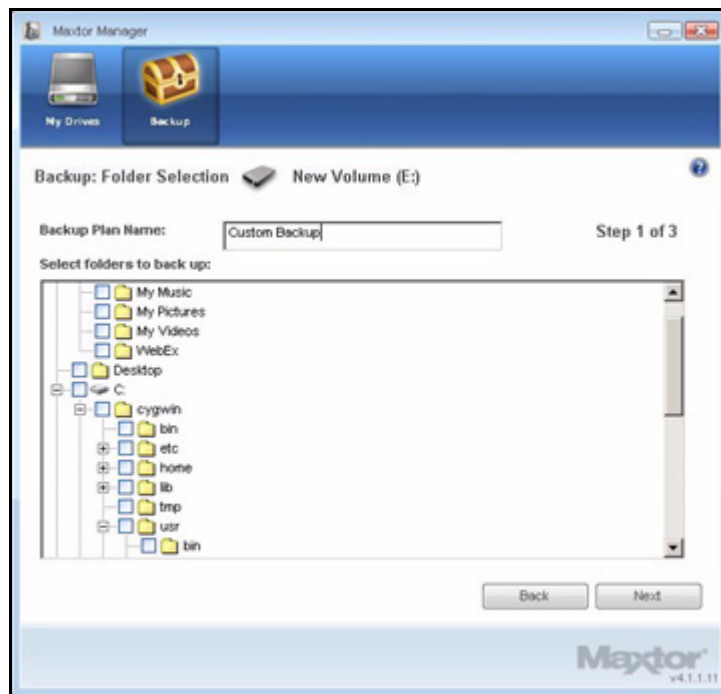 Maxtor Manager
My Drives
Backup
Backup: Folder Selection New Volume (E:)
Backup Plan Name: Custom Backup Step 1 of 3
Select folders to back up:
My Music
My Pictures
My Videos
WebEx
Desktop
C:
cygwin
bin
etc
home
lib
tmp
usr
bin
Back Next
Maxtor
v4.1.1.11